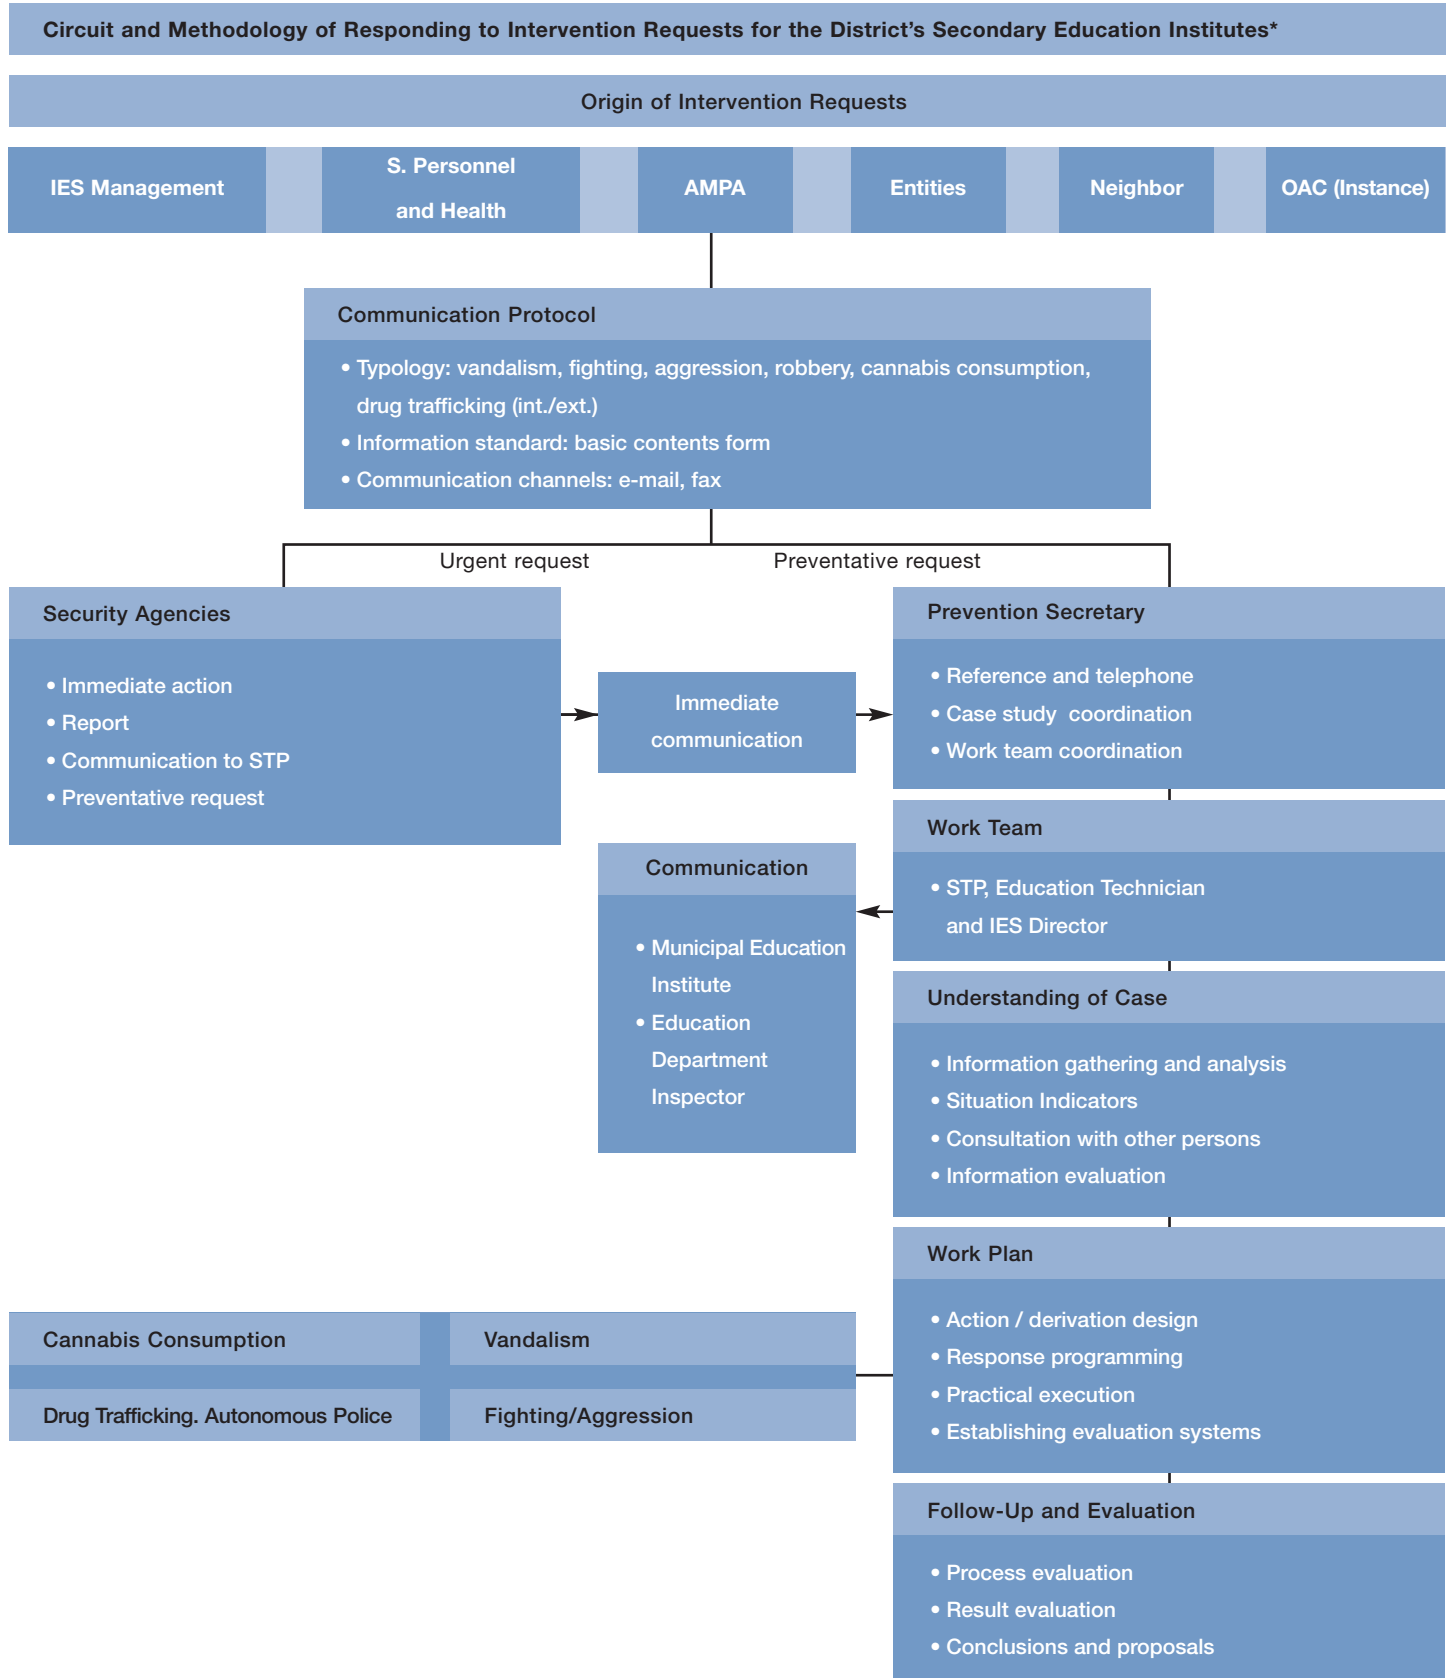 Circuit and Methodology of Responding to Intervention Requests for the District's Secondary Education Institutes*
Origin of Intervention Requests
IES Management
S. Personnel
and Health
AMPA
Entities
Neighbor
OAC (Instance)
Communication Protocol
• Typology: vandalism, fighting, aggression, robbery, cannabis consumption,
drug trafficking (int./ext.)
• Information standard: basic contents form
• Communication channels: e-mail, fax
Urgent request
Preventative request
Security Agencies
• Immediate action
• Report
• Communication to STP
• Preventative request
Immediate
communication
Prevention Secretary
• Reference and telephone
• Case study coordination
• Work team coordination
Work Team
• STP, Education Technician
and IES Director
Communication
• Municipal Education
Institute
• Education
Department
Inspector
Understanding of Case
• Information gathering and analysis
• Situation Indicators
• Consultation with other persons
• Information evaluation
Work Plan
• Action / derivation design
• Response programming
• Practical execution
• Establishing evaluation systems
Cannabis Consumption
Vandalism
Drug Trafficking. Autonomous Police
Fighting/Aggression
Follow-Up and Evaluation
• Process evaluation
• Result evaluation
• Conclusions and proposals